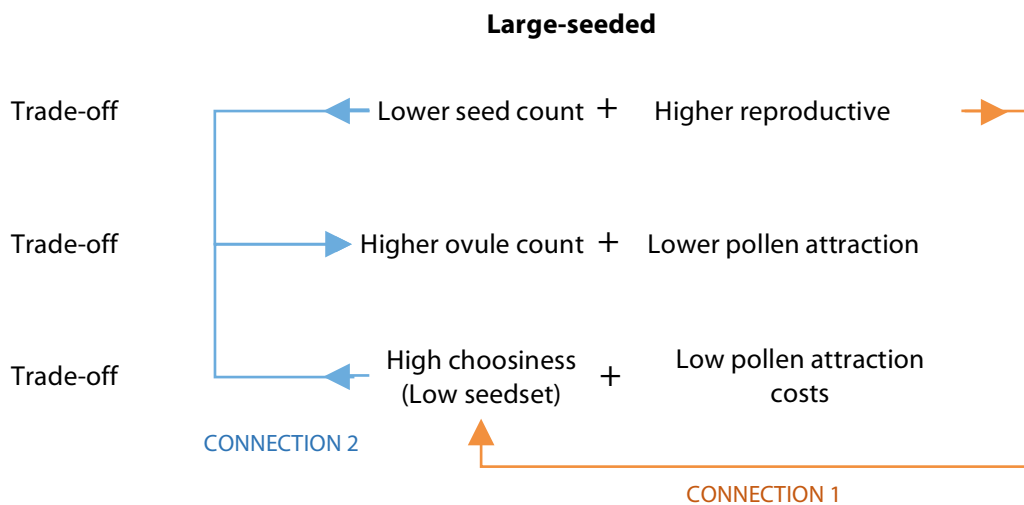 Large-seeded
Trade-off Lower seed count + Higher reproductive
Trade-off Higher ovule count + Lower pollen attraction
Trade-off High choosiness (Low seedset) + Low pollen attraction costs
CONNECTION 2
CONNECTION 1